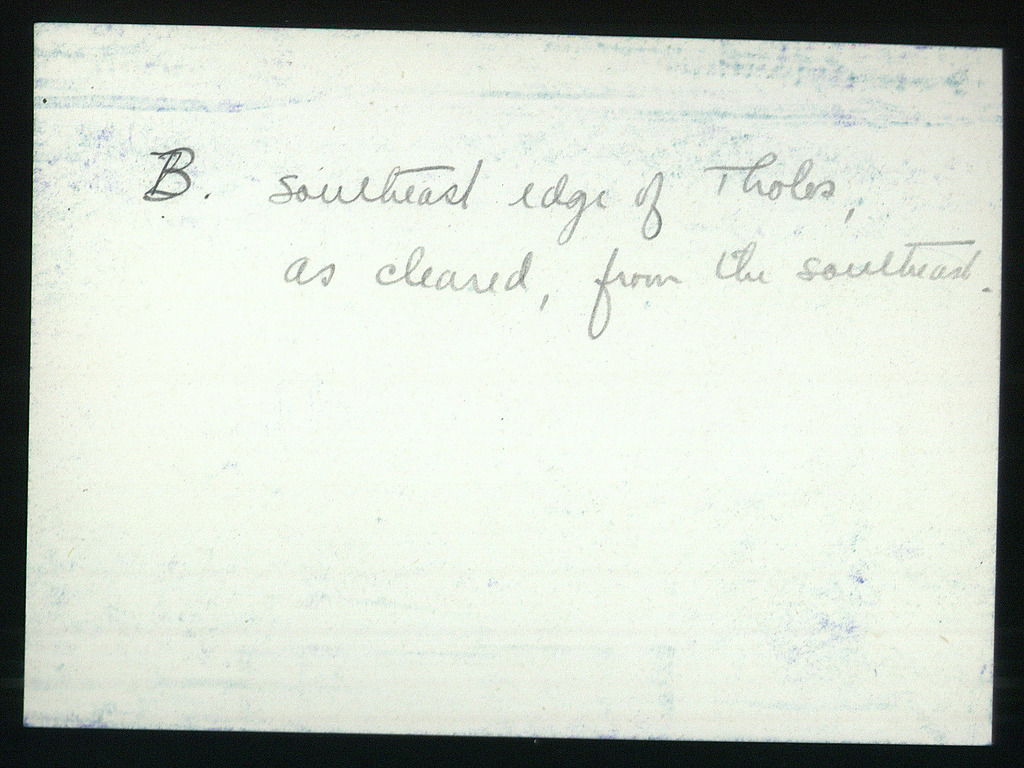 B. southeast edge of Tholos,
as cleared, from the southeast.